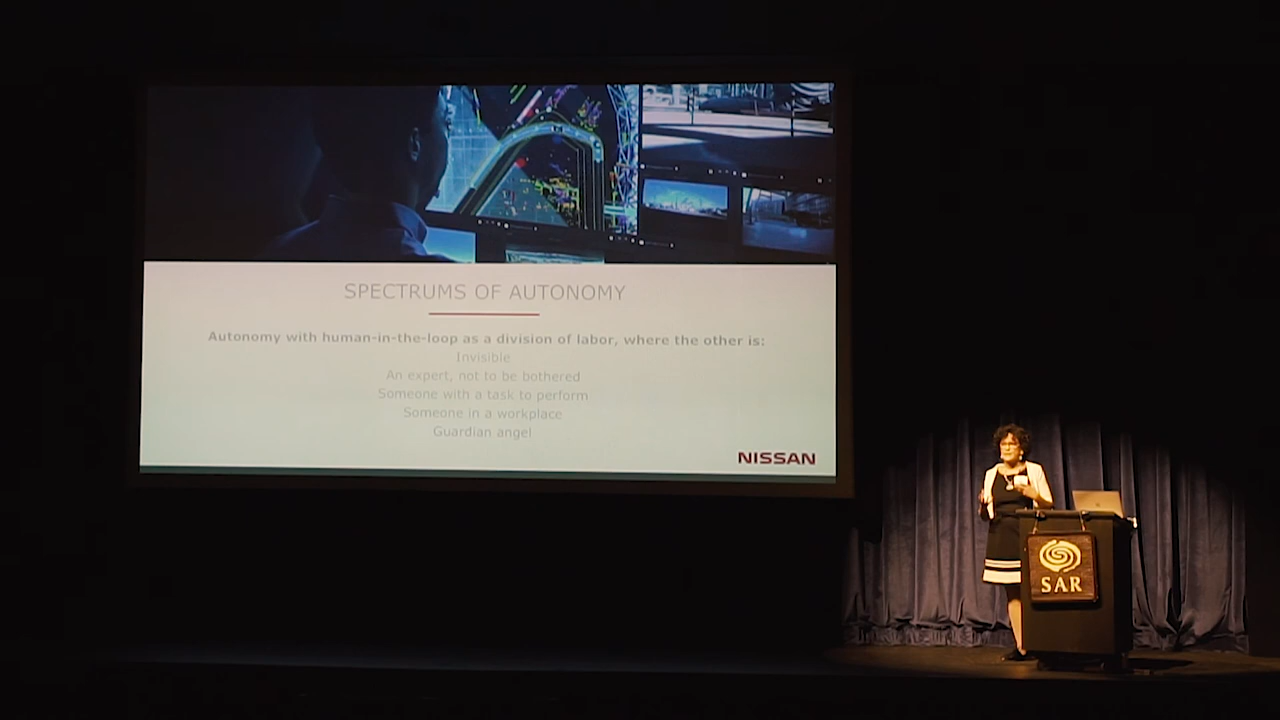 SPECTRUMS OF AUTONOMY
Autonomy with human-in-the-loop as a division of labor, where the other is:
Invisible
An expert, not to be bothered
Someone with a task to perform
Someone in a workplace
Guardian angel
NISSAN
SAR